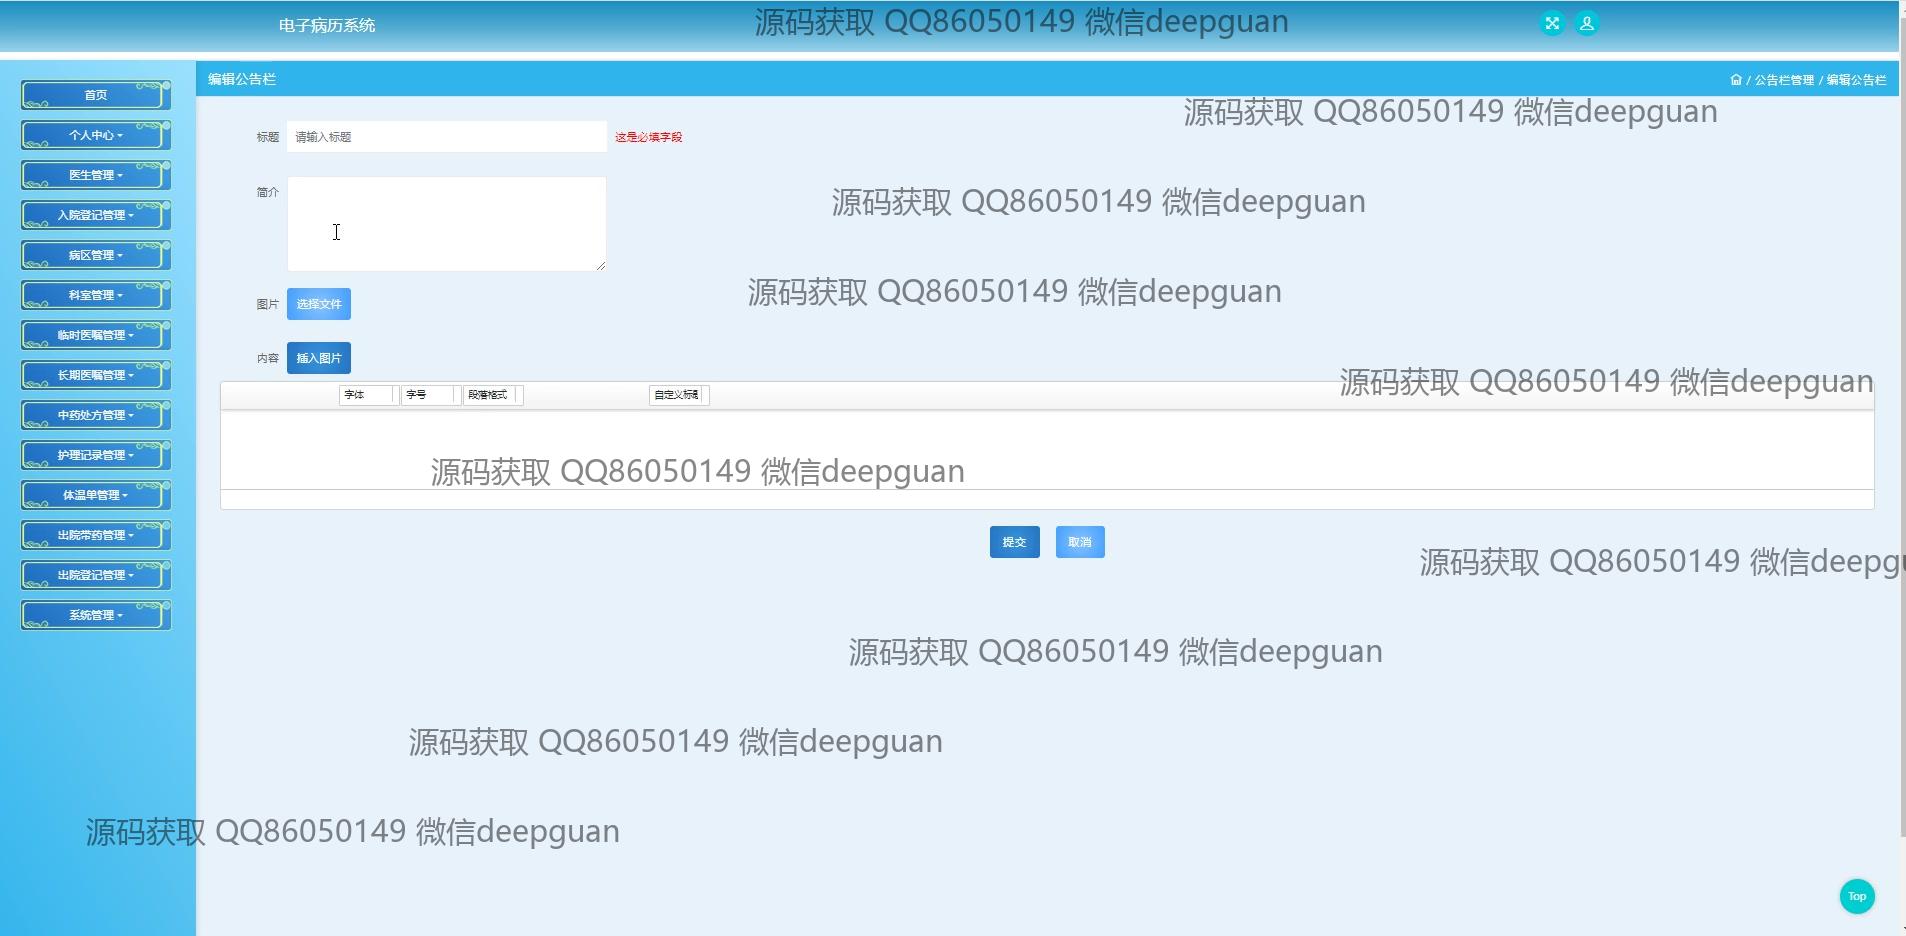 电子病历系统
源码获取 QQ86050149 微信deepguan
编辑公告栏
/ 公告栏管理 / 编辑公告栏
首页
个人中心
医生管理
入院登记管理
病区管理
科室管理
临时医嘱管理
长期医嘱管理
中药处方管理
护理记录管理
体温单管理
出院带药管理
出院登记管理
系统管理
源码获取 QQ86050149 微信deepguan
标题 请输入标题 这是必填字段
简介
源码获取 QQ86050149 微信deepguan
源码获取 QQ86050149 微信deepguan
图片 选择文件
内容 插入图片
源码获取 QQ86050149 微信deepguan
字体 字号 段落格式 自定义标题
源码获取 QQ86050149 微信deepguan
提交 取消
源码获取 QQ86050149 微信deepgu
源码获取 QQ86050149 微信deepguan
源码获取 QQ86050149 微信deepguan
源码获取 QQ86050149 微信deepguan
Top